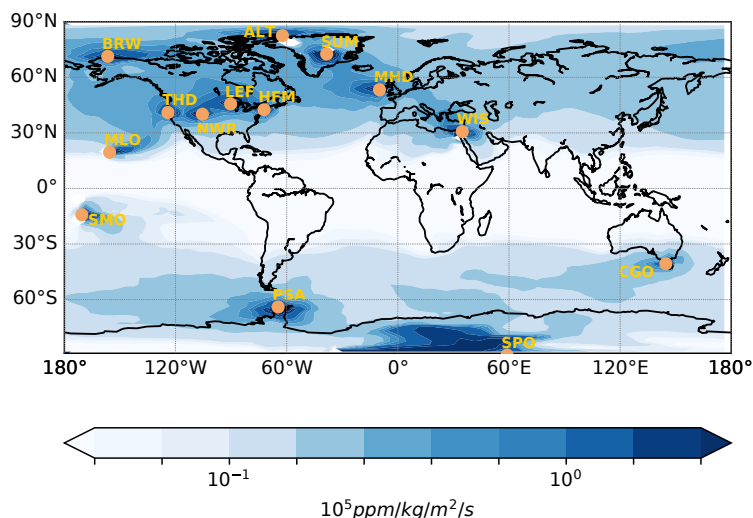 90°N
60°N
30°N
0°
30°S
60°S
ALT
BRW
SUM
MHD
LEF
THD
HFM
NWR
WIS
MLO
SMO
CGO
PSA
SPO
180° 120°W 60°W 0° 60°E 120°E 180°
10⁻¹ 10⁰
10⁵ppm/kg/m²/s